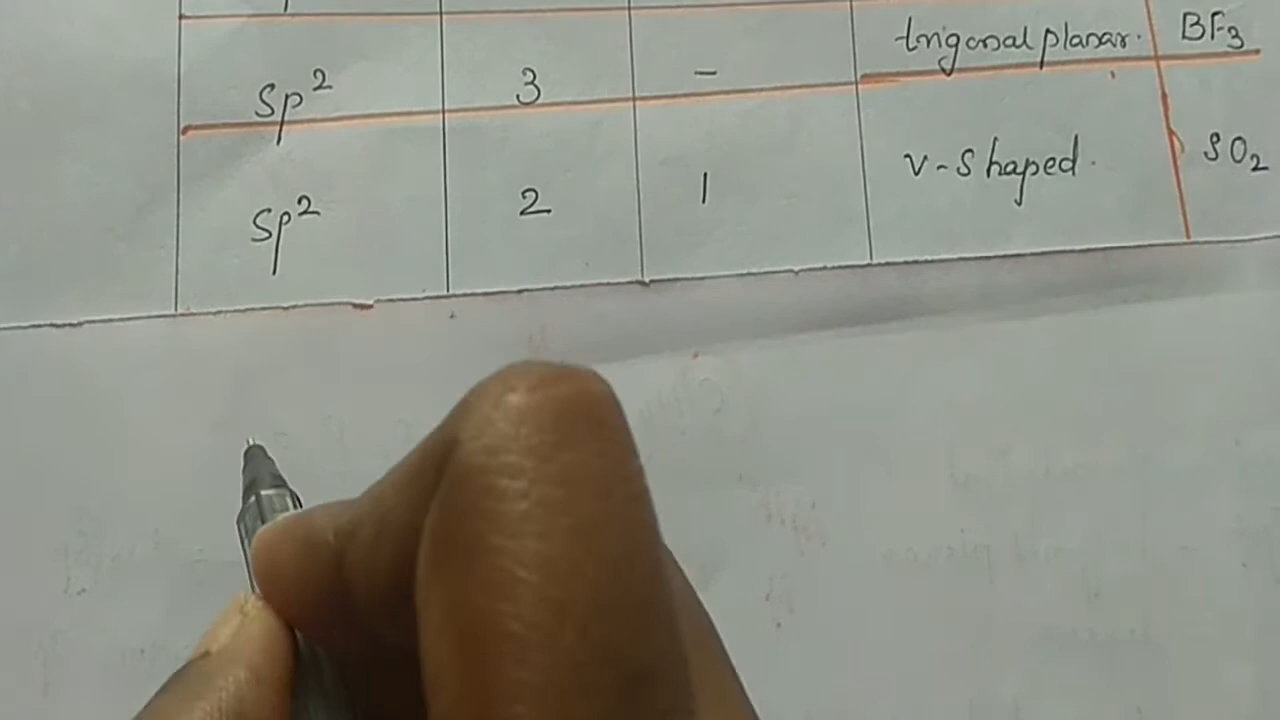 Sp² 3 - trigonal planar. BF₃
Sp² 2 1 V-Shaped. SO₂